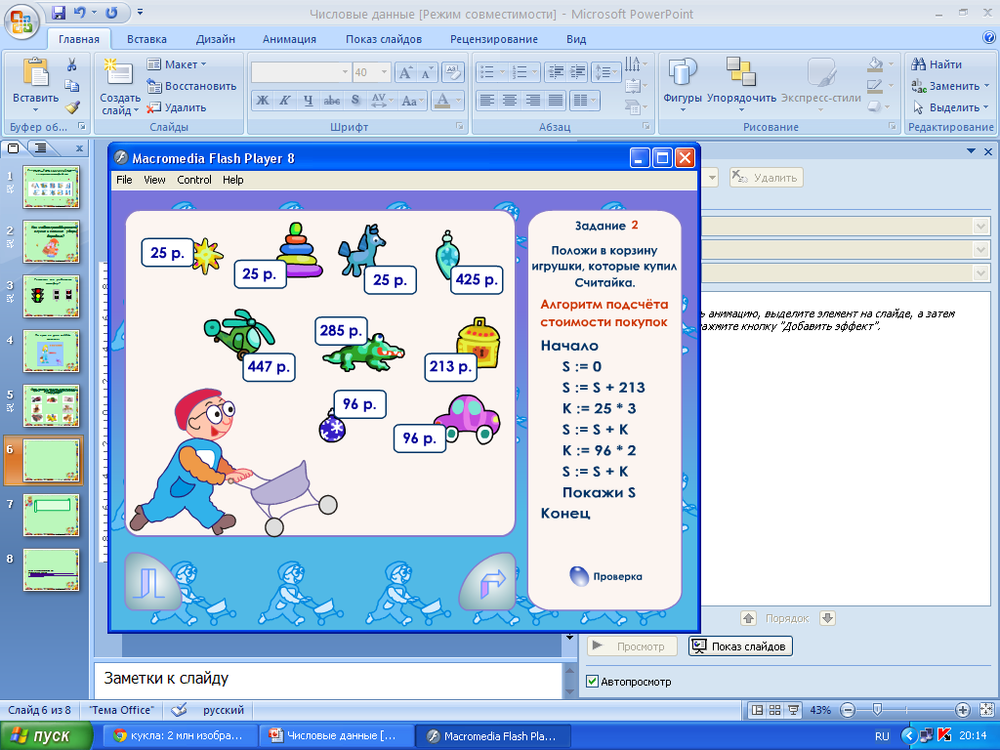 Числовые данные [Режим совместимости] - Microsoft PowerPoint
Главная Вставка Дизайн Анимация Показ слайдов Рецензирование Вид
Вставить
Буфер об...
Создать слайд
Макет
Восстановить
Удалить
Слайды
40
Ж К Ч abc S AV Aa A
Шрифт
Абзац
Фигуры Упорядочить Экспресс-стили
Рисование
Найти
Заменить
Выделить
Редактирование
1
2
3
4
5
6
7
8
Macromedia Flash Player 8
File View Control Help
25 р.
25 р.
25 р.
425 р.
447 р.
285 р.
213 р.
96 р.
96 р.
Задание 2
Положи в корзину
игрушки, которые купил
Считайка.
Алгоритм подсчёта
стоимости покупок
Начало
S := 0
S := S + 213
K := 25 * 3
S := S + K
K := 96 * 2
S := S + K
Покажи S
Конец
Проверка
Удалить
анимацию, выделите элемент на слайде, а затем
кнопку "Добавить эффект".
Порядок
Просмотр
Показ слайдов
Автопросмотр
Заметки к слайду
Слайд 6 из 8 "Тема Office" русский 43%
пуск
кукла: 2 млн изобра...
Числовые данные [...
Macromedia Flash Pla...
RU
20:14